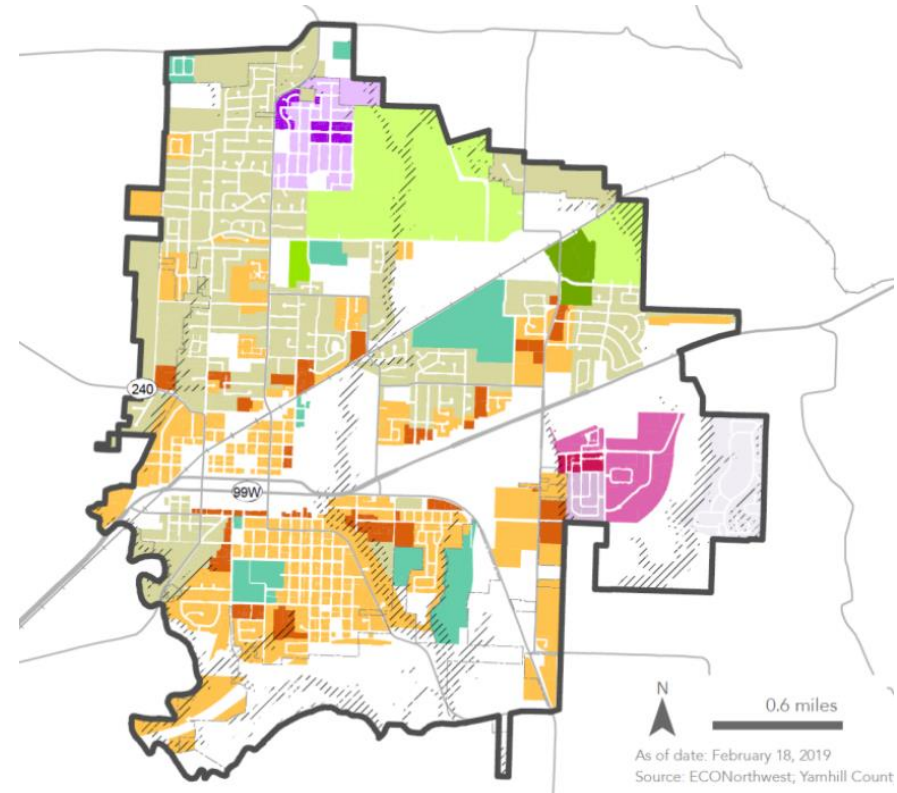 240
99W
N
0.6 miles
As of date: February 18, 2019
Source: ECONorthwest; Yamhill Count